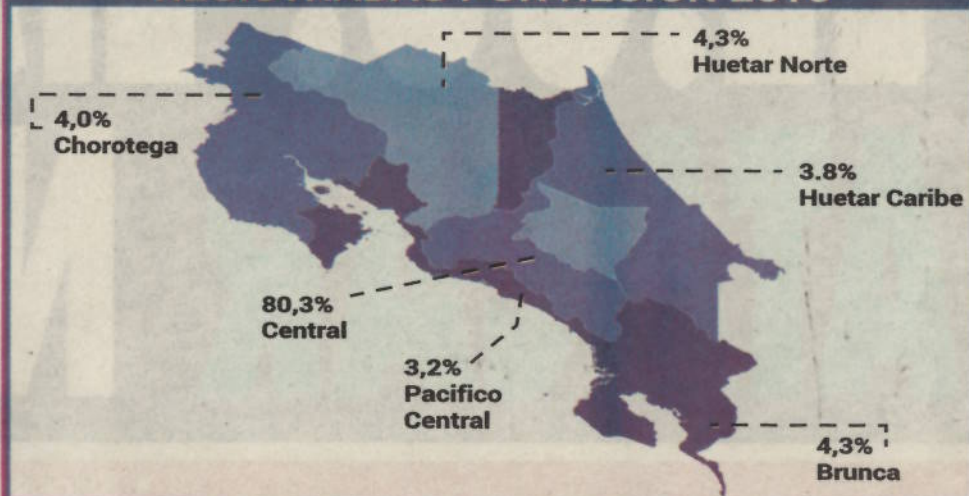 4,3%
Huetar Norte
4,0%
Chorotega
3.8%
Huetar Caribe
80,3%
Central
3,2%
Pacifico
Central
4,3%
Brunca